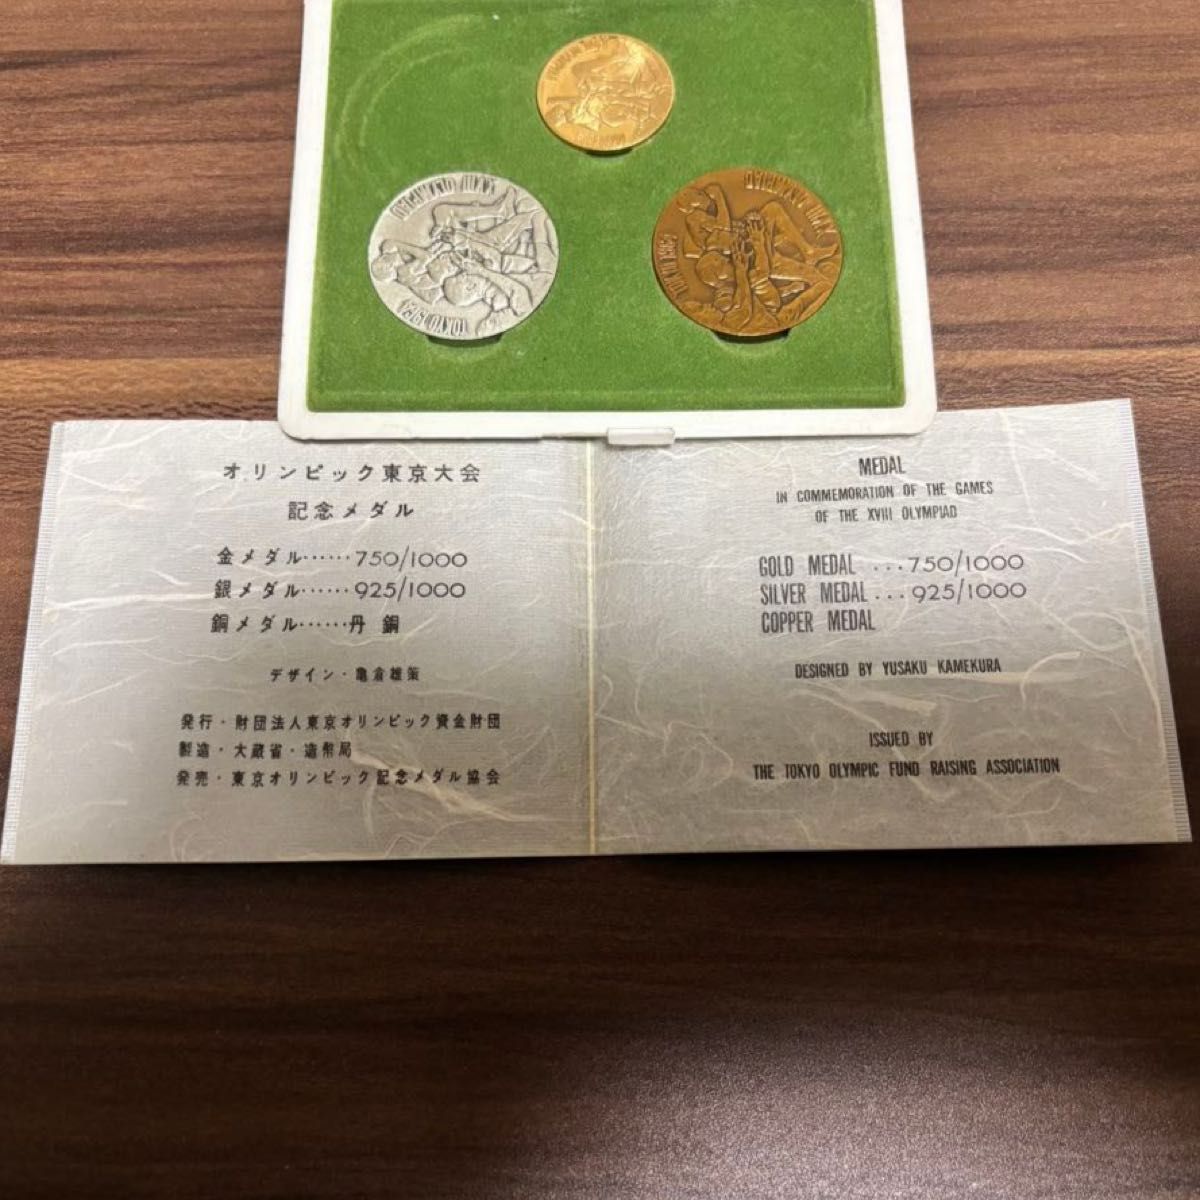 OLYMPIAD XVIII
TOKYO 1964
OLYMPIAD XVIII
オリンピック東京大会
記念メダル
金メダル……750/1000
銀メダル……925/1000
銅メダル……丹銅
デザイン・亀倉雄策
発行・財団法人東京オリンピック資金財団
製造・大蔵省・造幣局
発売・東京オリンピック記念メダル協会
MEDAL
IN COMMEMORATION OF THE GAMES
OF THE XVIII OLYMPIAD
GOLD MEDAL ...750/1000
SILVER MEDAL...925/1000
COPPER MEDAL
DESIGNED BY YUSAKU KAMEKURA
ISSUED BY
THE TOKYO OLYMPIC FUND RAISING ASSOCIATION